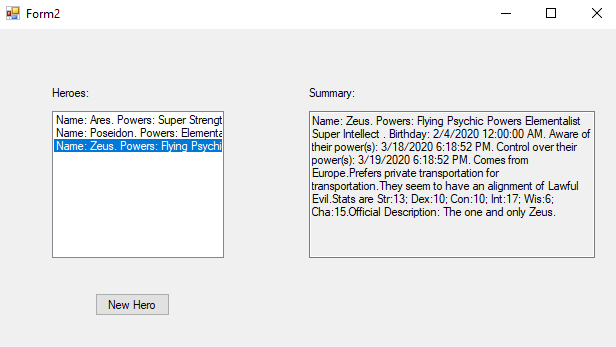 Form2
Heroes:
Summary:
Name: Ares. Powers: Super Strengt
Name: Poseidon. Powers: Elementa
Name: Zeus. Powers: Flying Psychi
Name: Zeus. Powers: Flying Psychic Powers Elementalist
Super Intellect . Birthday: 2/4/2020 12:00:00 AM. Aware of
their power(s): 3/18/2020 6:18:52 PM. Control over their
power(s): 3/19/2020 6:18:52 PM. Comes from
Europe.Prefers private transportation for
transportation.They seem to have an alignment of Lawful
Evil.Stats are Str:13; Dex:10; Con:10; Int:17; Wis:6;
Cha:15.Official Description: The one and only Zeus.
New Hero